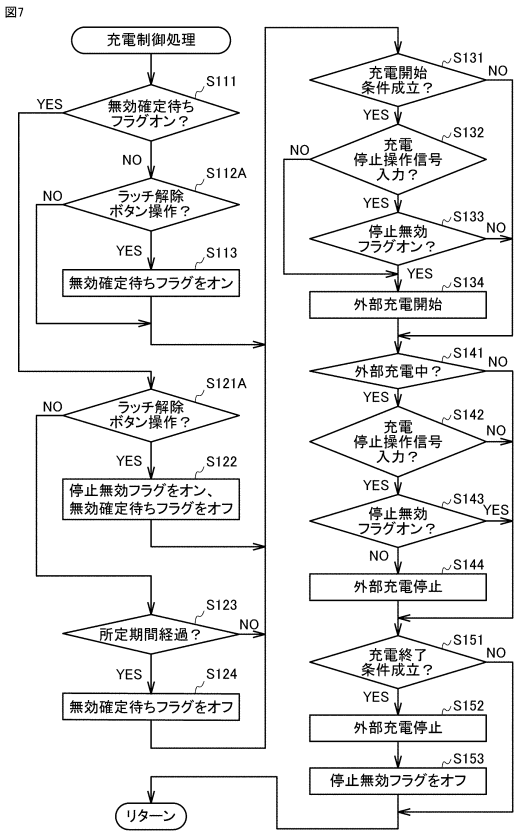 図7
充電制御処理
S111
無効確定待ち
フラグオン？
YES
NO
S112A
ラッチ解除
ボタン操作？
NO
YES
S113
無効確定待ちフラグをオン
S121A
ラッチ解除
ボタン操作？
NO
YES
S122
停止無効フラグをオン、
無効確定待ちフラグをオフ
S123
所定期間経過？
NO
YES
S124
無効確定待ちフラグをオフ
S131
充電開始
条件成立？
NO
YES
S132
充電
停止操作信号
入力？
NO
YES
S133
停止無効
フラグオン？
NO
YES
S134
外部充電開始
S141
外部充電中？
NO
YES
S142
充電
停止操作信号
入力？
NO
YES
S143
停止無効
フラグオン？
YES
NO
S144
外部充電停止
S151
充電終了
条件成立？
NO
YES
S152
外部充電停止
S153
停止無効フラグをオフ
リターン